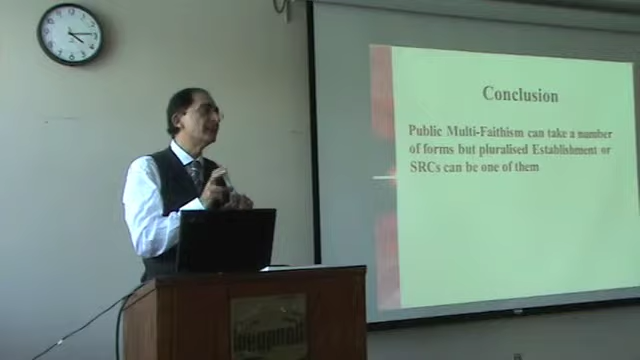 Conclusion
Public Multi-Faithism can take a number
of forms but pluralised Establishment or
SRCs can be one of them